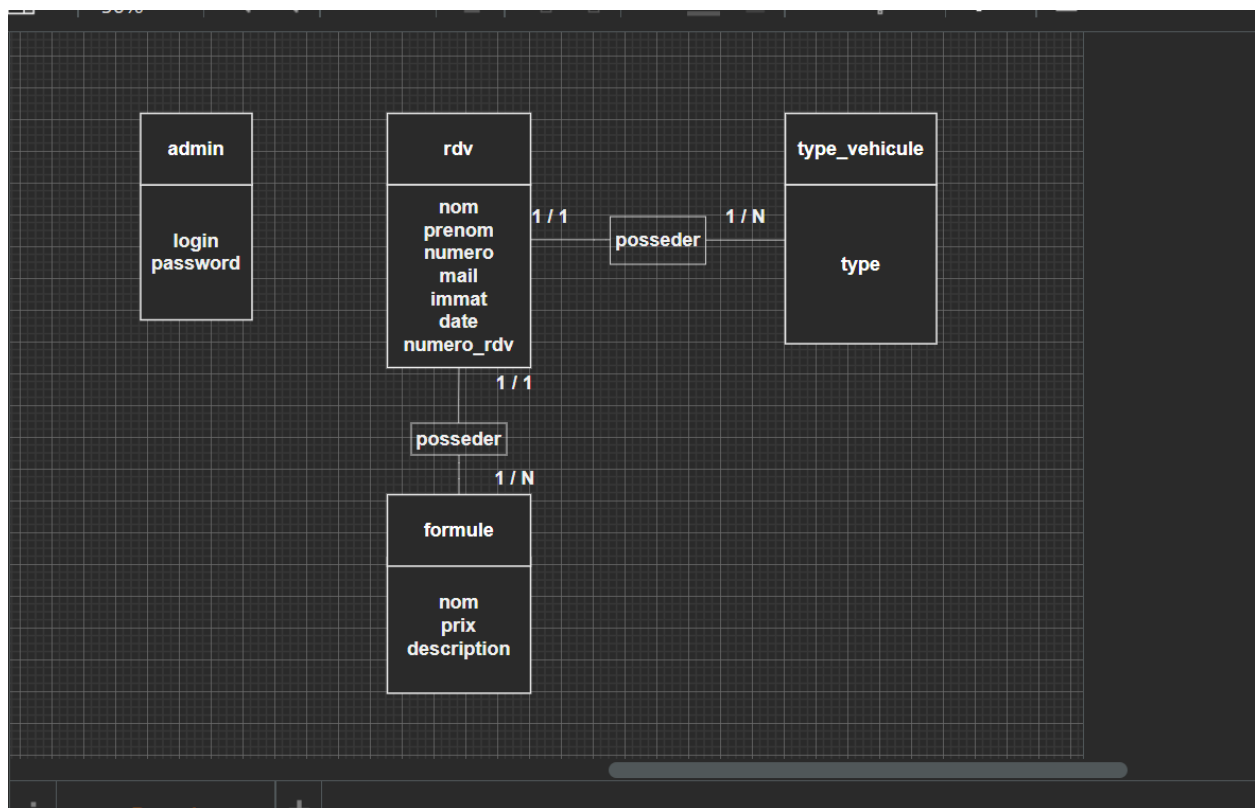 admin
login
password
rdv
nom
prenom
numero
mail
immat
date
numero_rdv
1 / 1
posseder
1 / N
type_vehicule
type
1 / 1
posseder
1 / N
formule
nom
prix
description